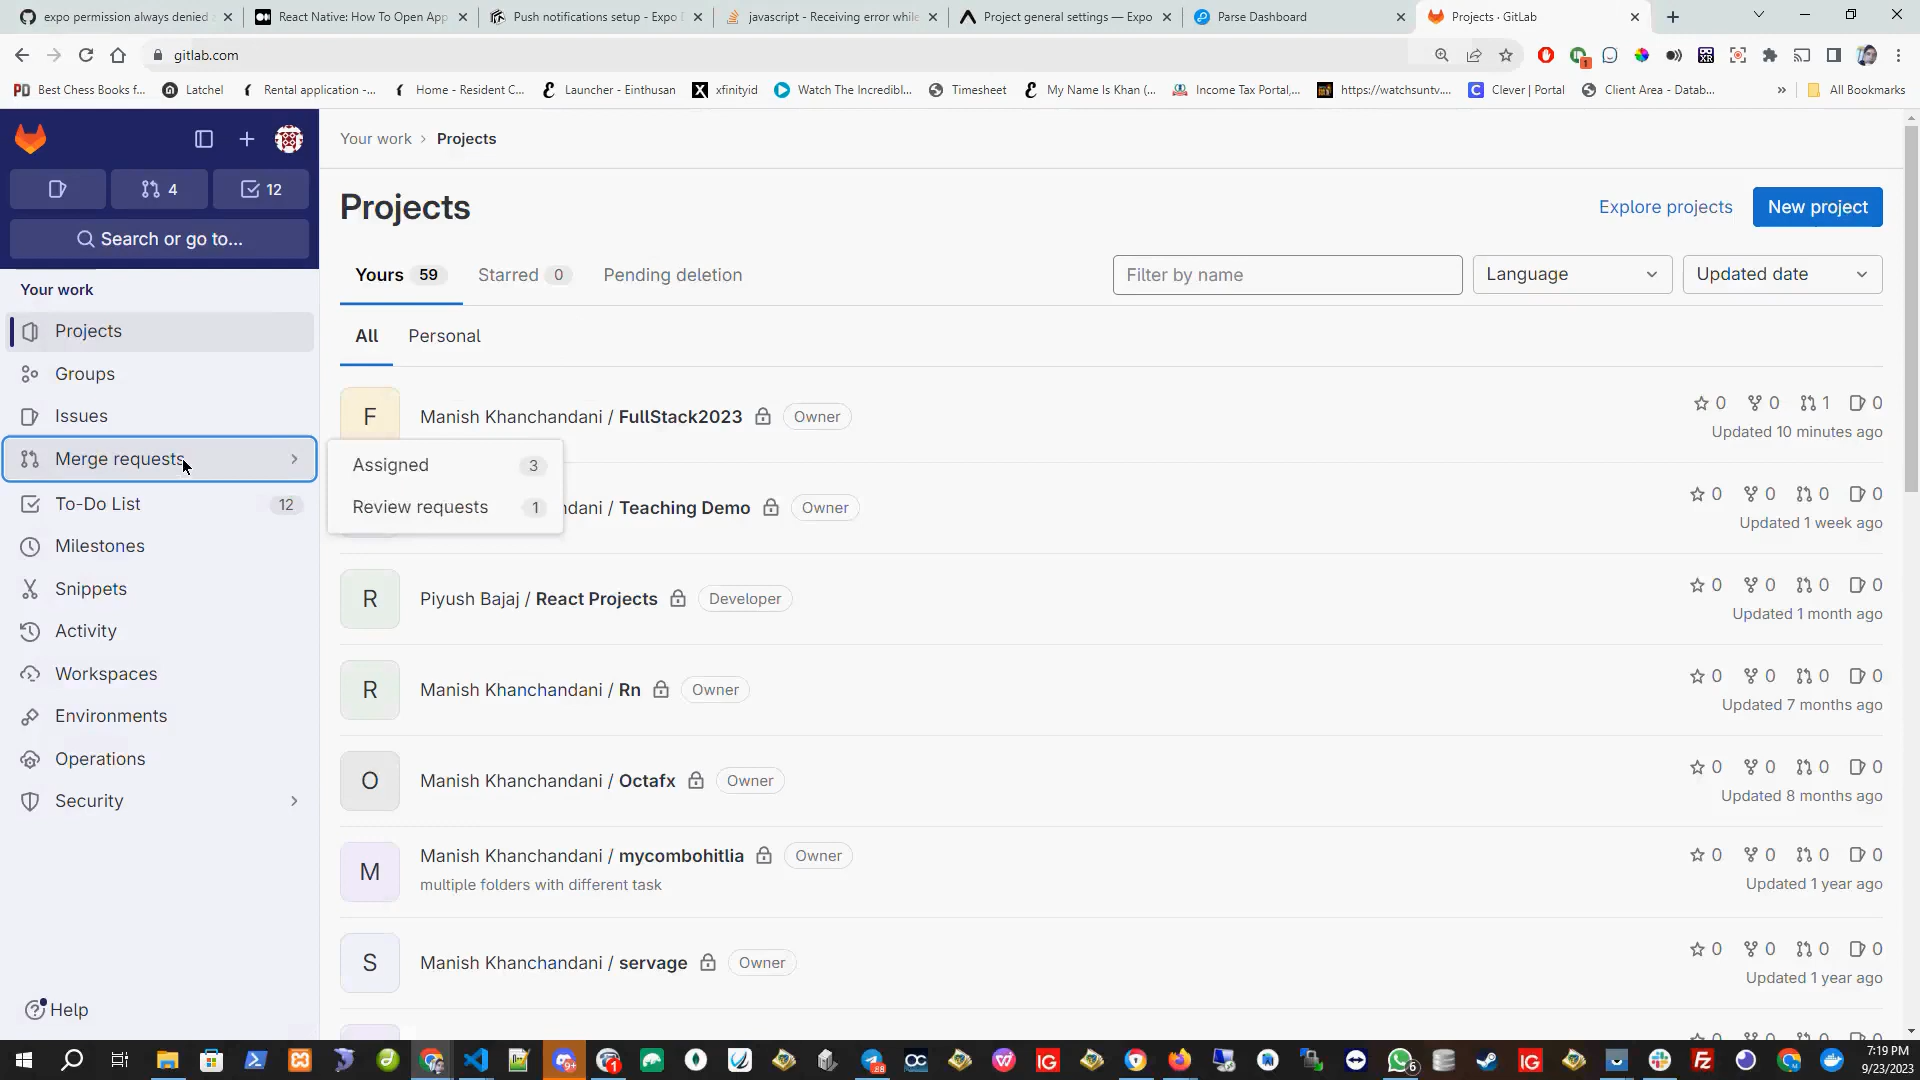 expo permission always denied
React Native: How To Open App
Push notifications setup - Expo
javascript - Receiving error while
Project general settings — Expo
Parse Dashboard
Projects · GitLab
gitlab.com
1
PD Best Chess Books f...
Latchel
Rental application -...
Home - Resident C...
Launcher - Einthusan
xfinityid
Watch The Incredibl...
Timesheet
My Name Is Khan (...
Income Tax Portal,...
https://watchsuntv....
Clever | Portal
Client Area - Datab...
»
All Bookmarks
4
12
Search or go to...
Your work
Projects
Groups
Issues
Merge requests
To-Do List 12
Milestones
Snippets
Activity
Workspaces
Environments
Operations
Security
Help
Assigned 3
Review requests 1
Your work › Projects
Projects
Explore projects
New project
Yours 59
Starred 0
Pending deletion
Filter by name
Language
Updated date
All
Personal
F
Manish Khanchandani / FullStack2023
Owner
0 0 1 0
Updated 10 minutes ago
ndani / Teaching Demo
Owner
0 0 0 0
Updated 1 week ago
R
Piyush Bajaj / React Projects
Developer
0 0 0 0
Updated 1 month ago
R
Manish Khanchandani / Rn
Owner
0 0 0 0
Updated 7 months ago
O
Manish Khanchandani / Octafx
Owner
0 0 0 0
Updated 8 months ago
M
Manish Khanchandani / mycombohitlia
Owner
multiple folders with different task
0 0 0 0
Updated 1 year ago
S
Manish Khanchandani / servage
Owner
0 0 0 0
Updated 1 year ago
7:19 PM
9/23/2023